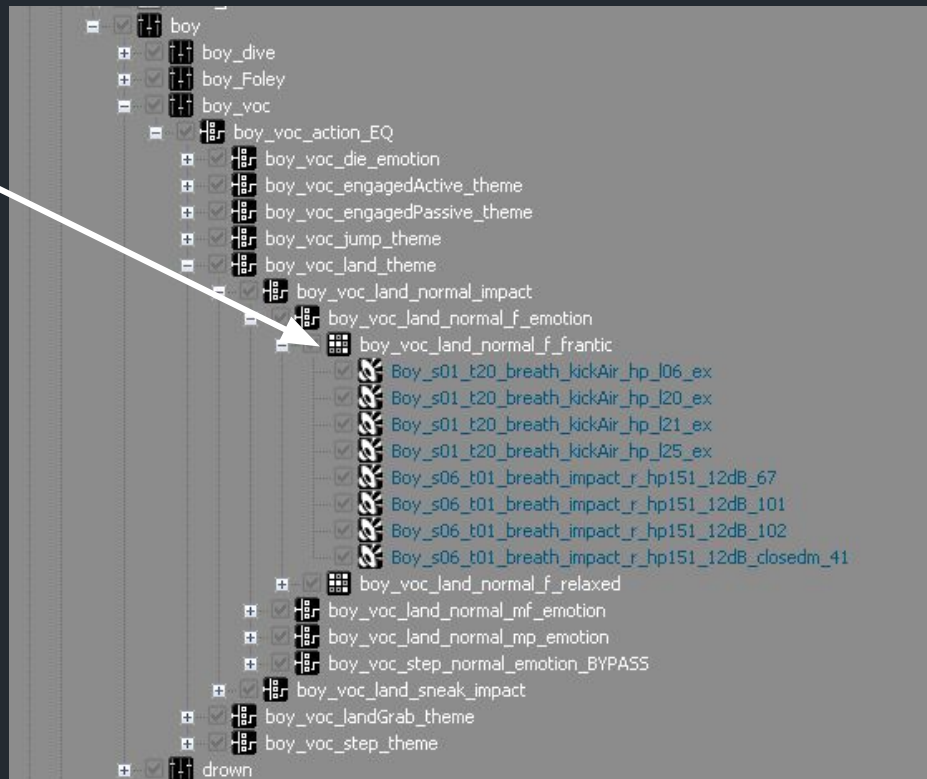 boy
boy_dive
boy_Foley
boy_voc
boy_voc_action_EQ
boy_voc_die_emotion
boy_voc_engagedActive_theme
boy_voc_engagedPassive_theme
boy_voc_jump_theme
boy_voc_land_theme
boy_voc_land_normal_impact
boy_voc_land_normal_f_emotion
boy_voc_land_normal_f_frantic
Boy_s01_t20_breath_kickAir_hp_l06_ex
Boy_s01_t20_breath_kickAir_hp_l20_ex
Boy_s01_t20_breath_kickAir_hp_l21_ex
Boy_s01_t20_breath_kickAir_hp_l25_ex
Boy_s06_t01_breath_impact_r_hp151_12dB_67
Boy_s06_t01_breath_impact_r_hp151_12dB_101
Boy_s06_t01_breath_impact_r_hp151_12dB_102
Boy_s06_t01_breath_impact_r_hp151_12dB_closedm_41
boy_voc_land_normal_f_relaxed
boy_voc_land_normal_mf_emotion
boy_voc_land_normal_mp_emotion
boy_voc_step_normal_emotion_BYPASS
boy_voc_land_sneak_impact
boy_voc_landGrab_theme
boy_voc_step_theme
drown